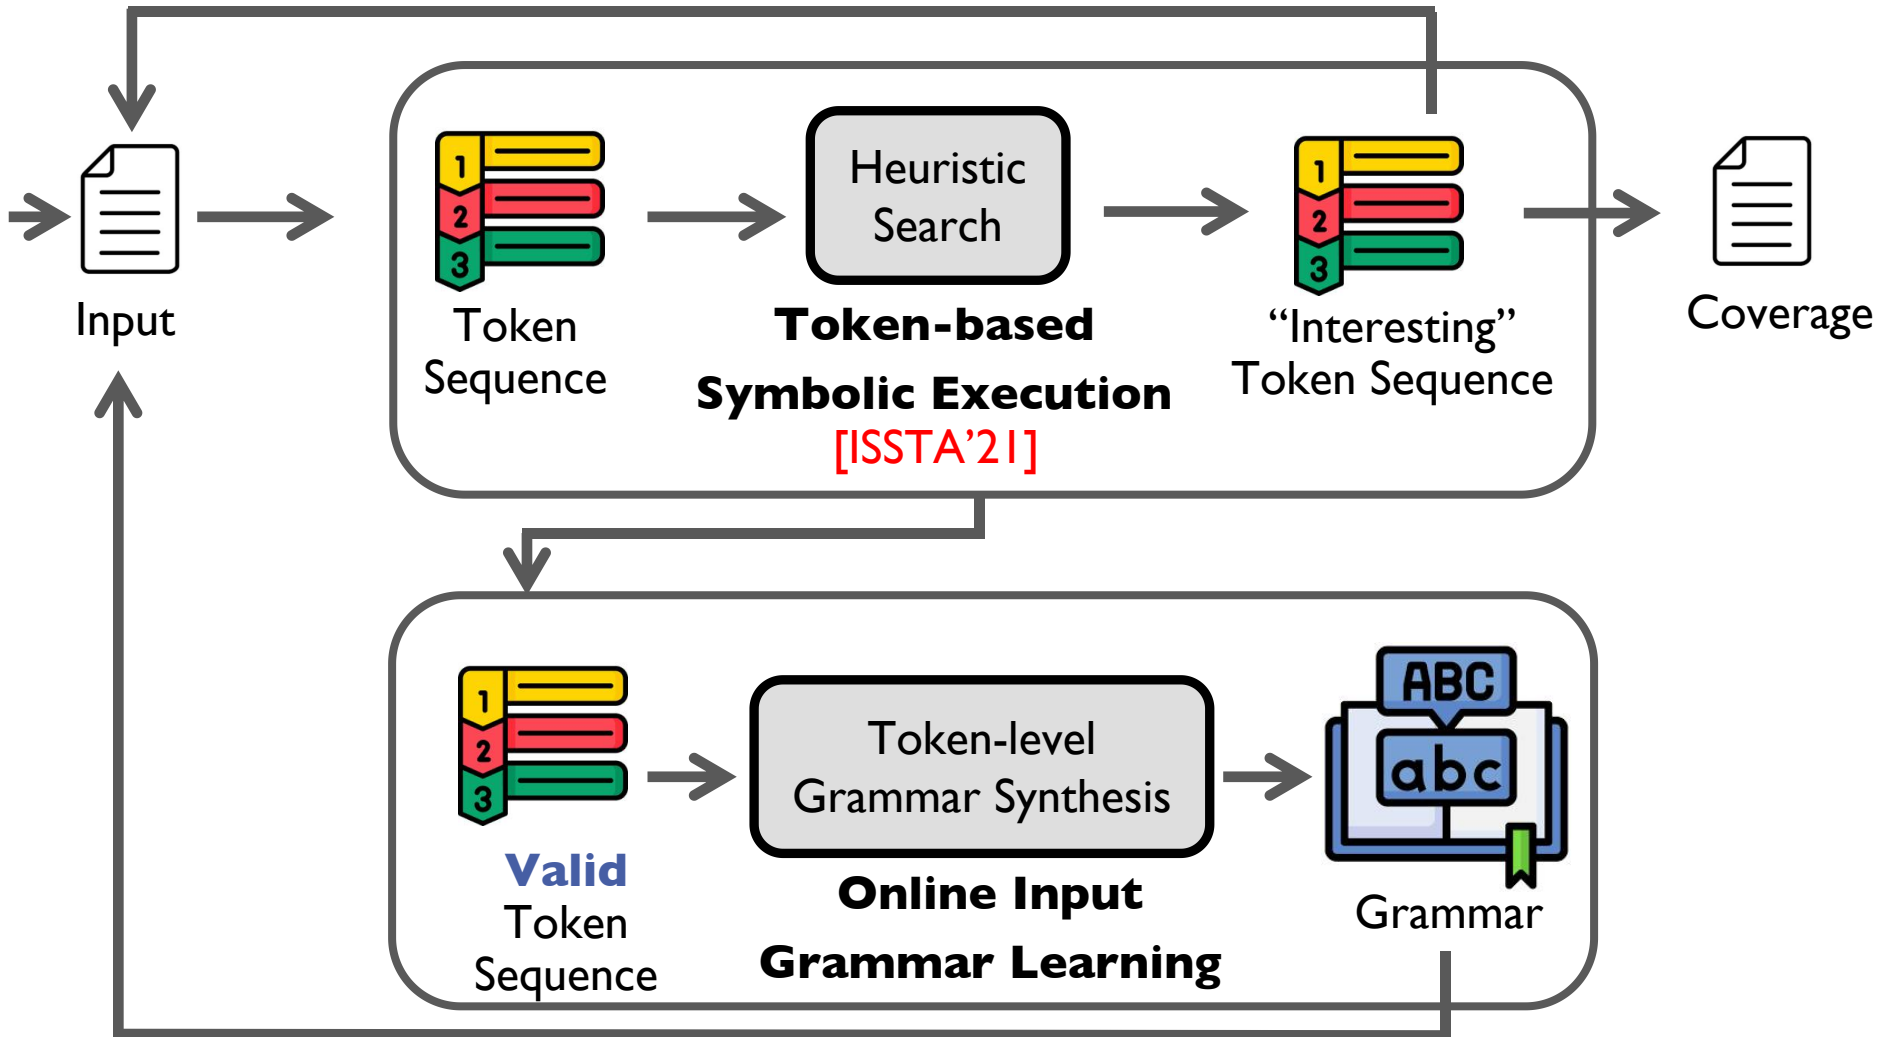 Input
1
2
3
Token
Sequence
Heuristic
Search
Token-based
Symbolic Execution
[ISSTA’21]
1
2
3
“Interesting”
Token Sequence
Coverage
1
2
3
Valid
Token
Sequence
Token-level
Grammar Synthesis
Online Input
Grammar Learning
ABC
abc
Grammar